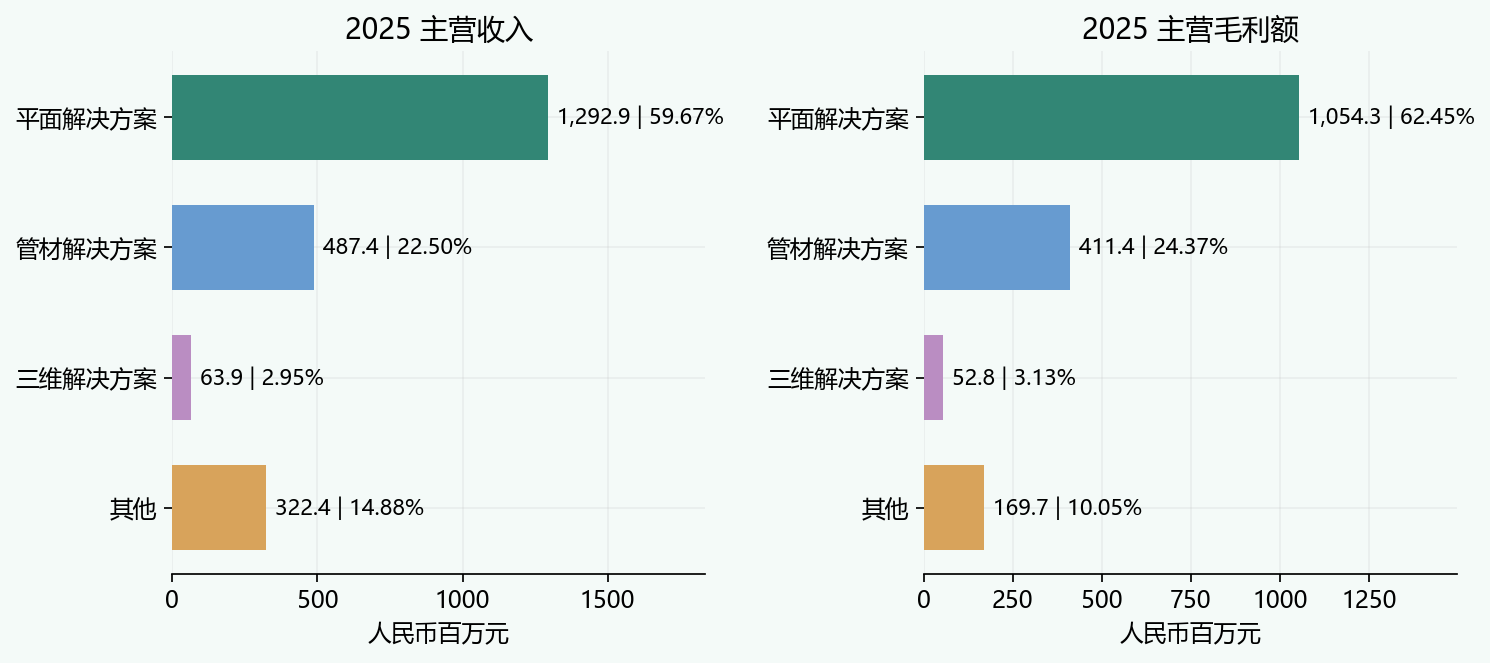 2025 主营收入
平面解决方案
1,292.9 | 59.67%
管材解决方案
487.4 | 22.50%
三维解决方案
63.9 | 2.95%
其他
322.4 | 14.88%
0 500 1000 1500
人民币百万元
2025 主营毛利额
平面解决方案
1,054.3 | 62.45%
管材解决方案
411.4 | 24.37%
三维解决方案
52.8 | 3.13%
其他
169.7 | 10.05%
0 250 500 750 1000 1250
人民币百万元